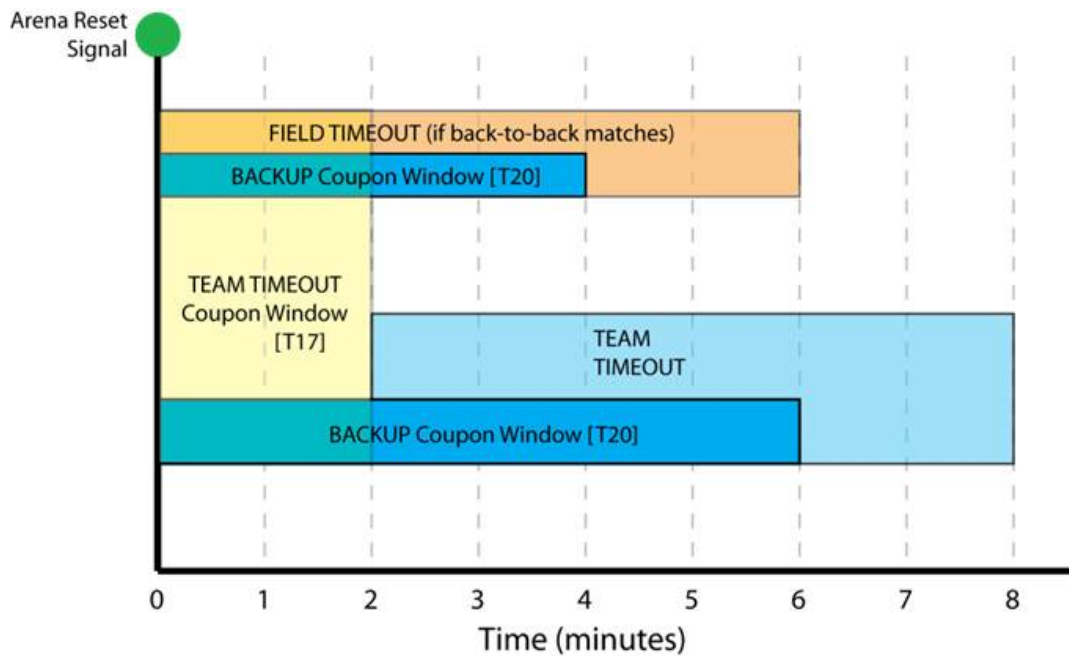 Arena Reset
Signal
FIELD TIMEOUT (if back-to-back matches)
BACKUP Coupon Window [T20]
TEAM TIMEOUT
Coupon Window
[T17]
TEAM
TIMEOUT
BACKUP Coupon Window [T20]
0 1 2 3 4 5 6 7 8
Time (minutes)